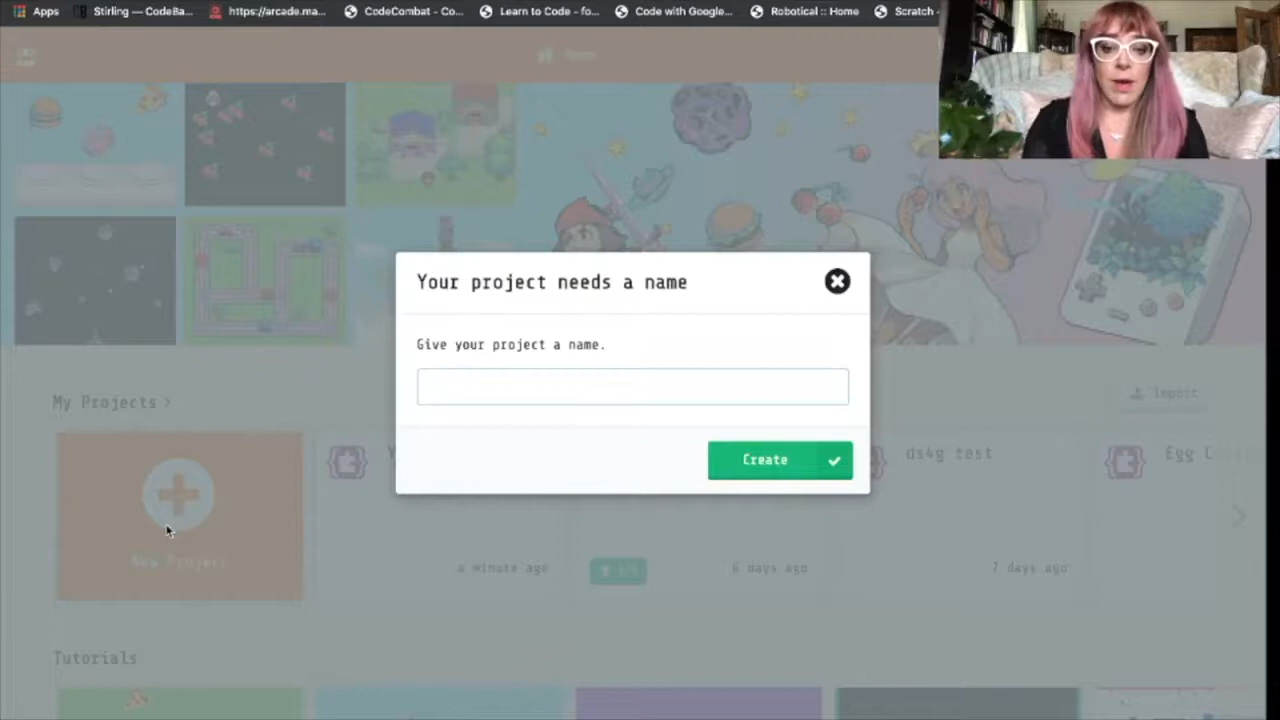 Apps
Stirling — CodeBa...
https://arcade.ma...
CodeCombat - Co...
Learn to Code - fo...
Code with Google...
Robotical :: Home
Scratch
Home
Your project needs a name
Give your project a name.
Create
My Projects >
Import
New Project
a minute ago
6 days ago
ds4g test
7 days ago
Egg C
Tutorials